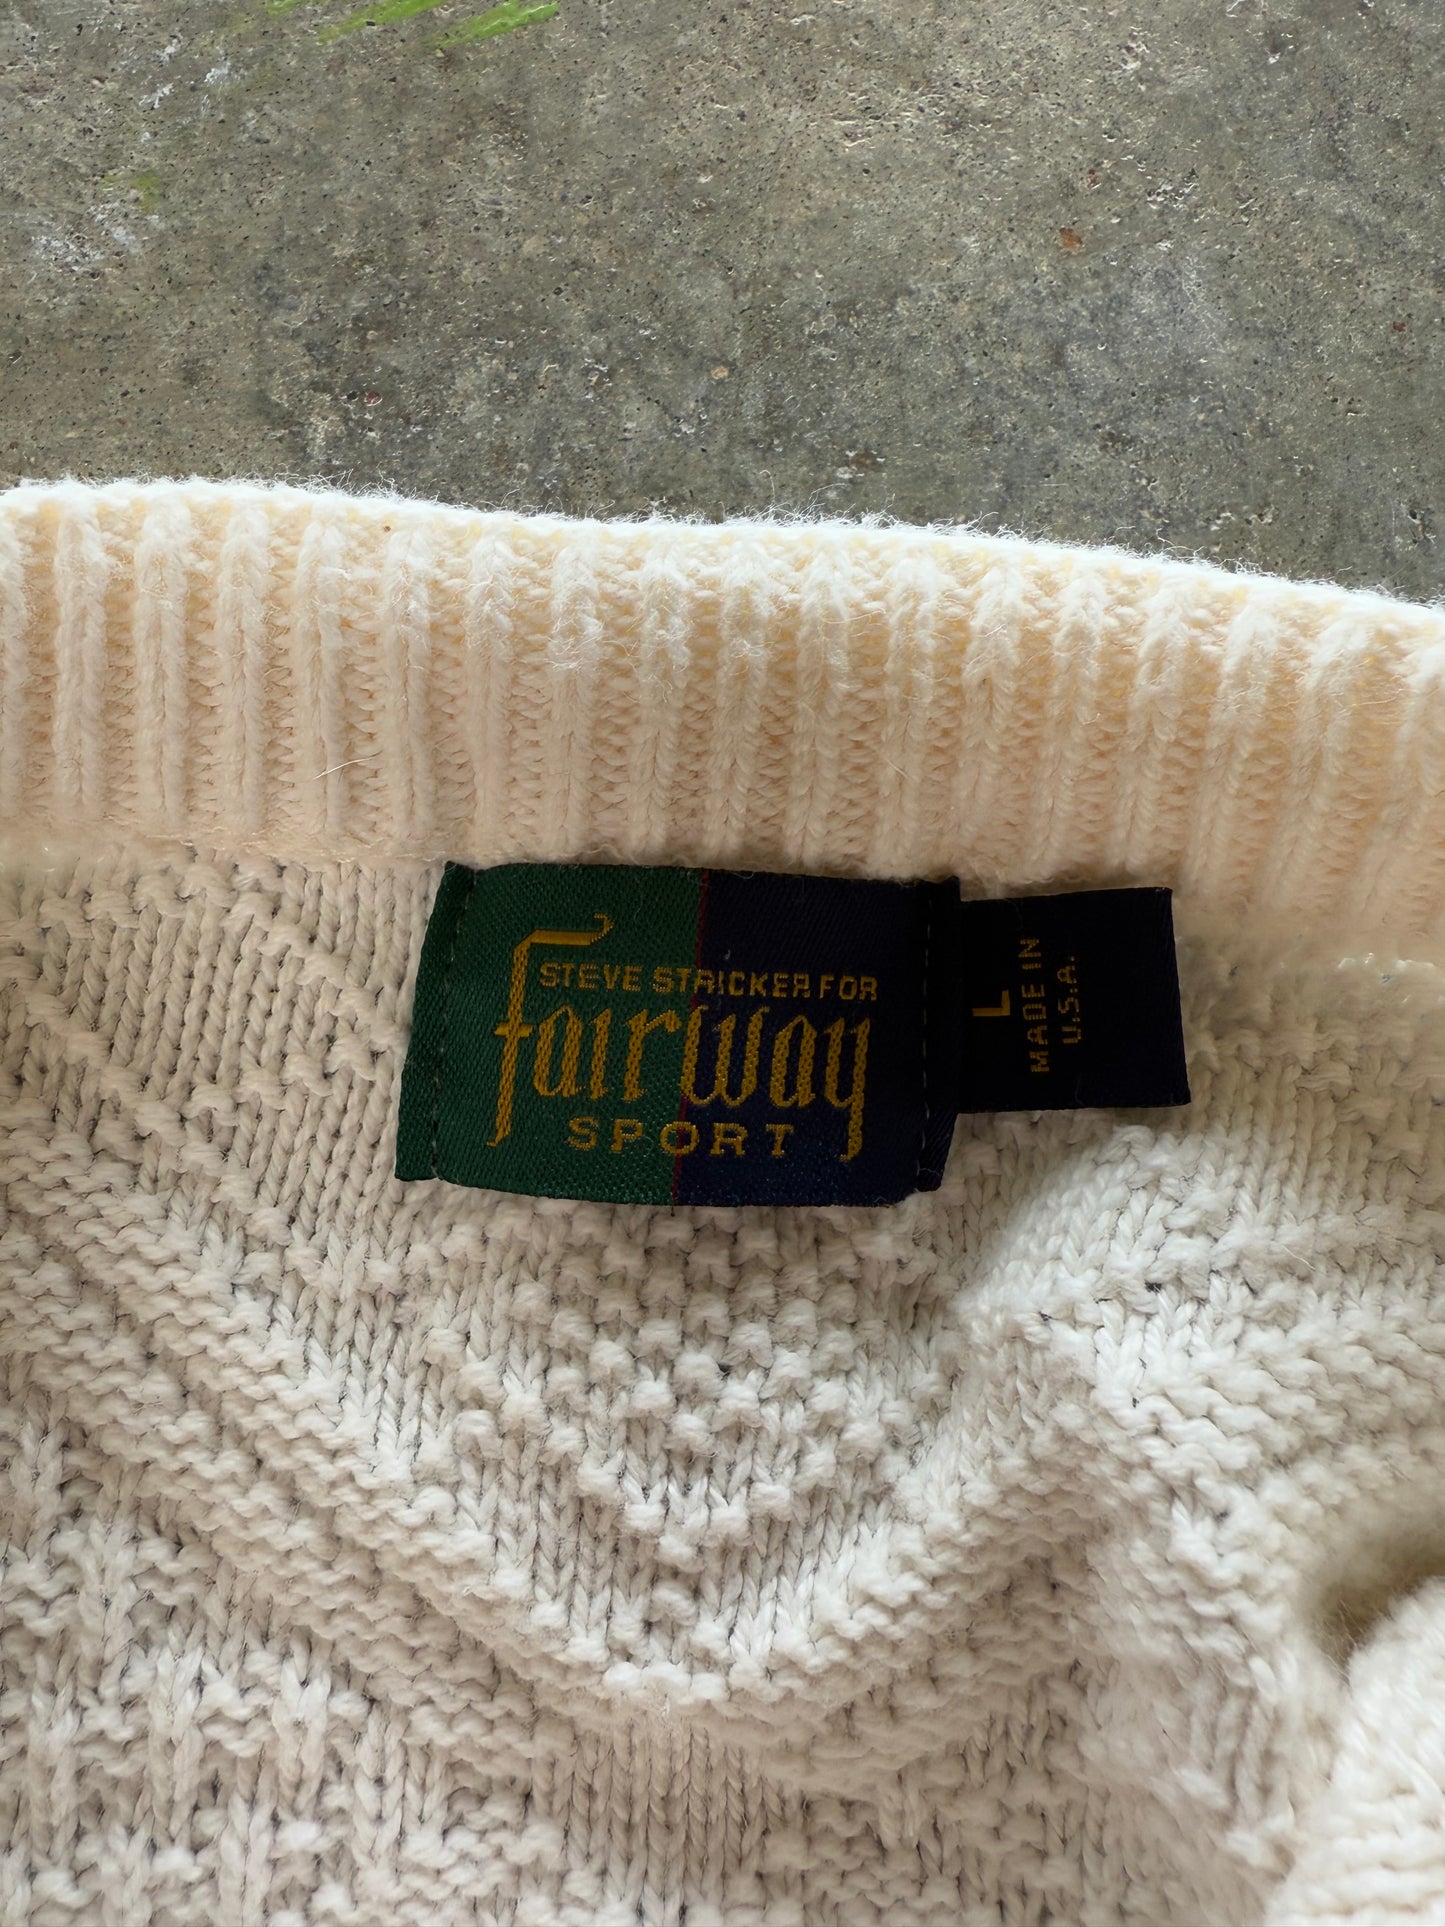 STEVE STRICKER FOR
fairway
SPORT
L
MADE IN
U.S.A.